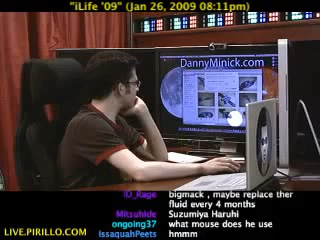 "iLife '09" (Jan 26, 2009 08:11pm)
DannyMinick.com
ID_Rage bigmack , maybe replace ther
fluid every 4 months
Mitsuhide Suzumiya Haruhi
ongoing37 what mouse does he use
IssaquahPeets hmmm
LIVE.PIRILLO.COM